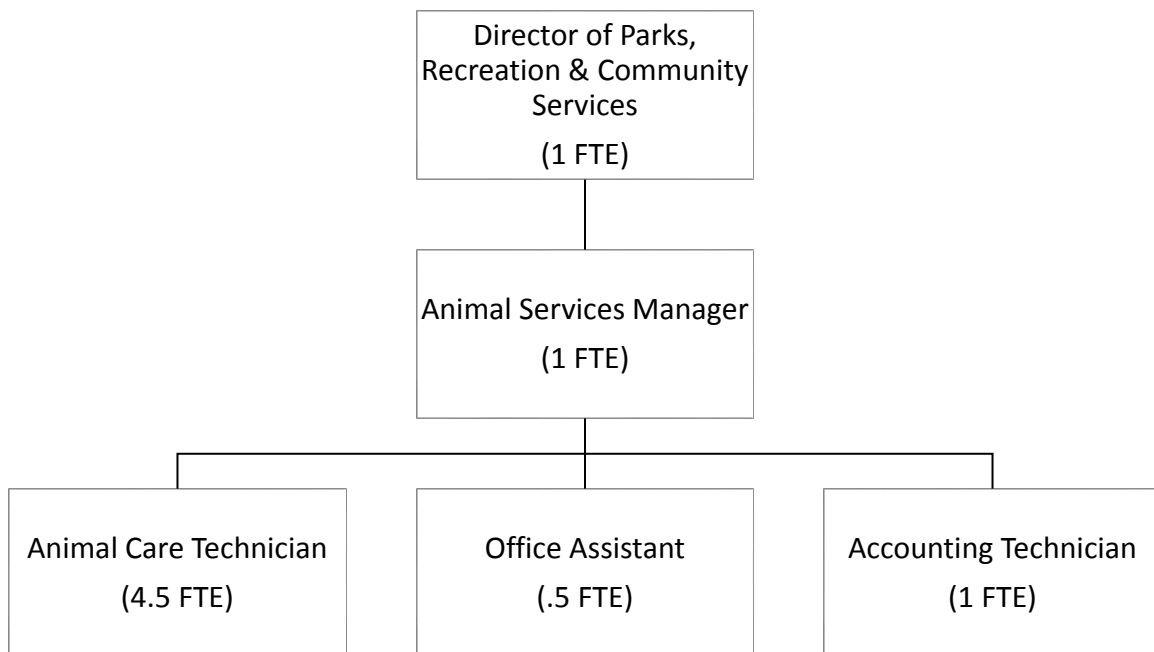 Director of Parks,
Recreation & Community
Services
(1 FTE)
Animal Services Manager
(1 FTE)
Animal Care Technician
(4.5 FTE)
Office Assistant
(.5 FTE)
Accounting Technician
(1 FTE)